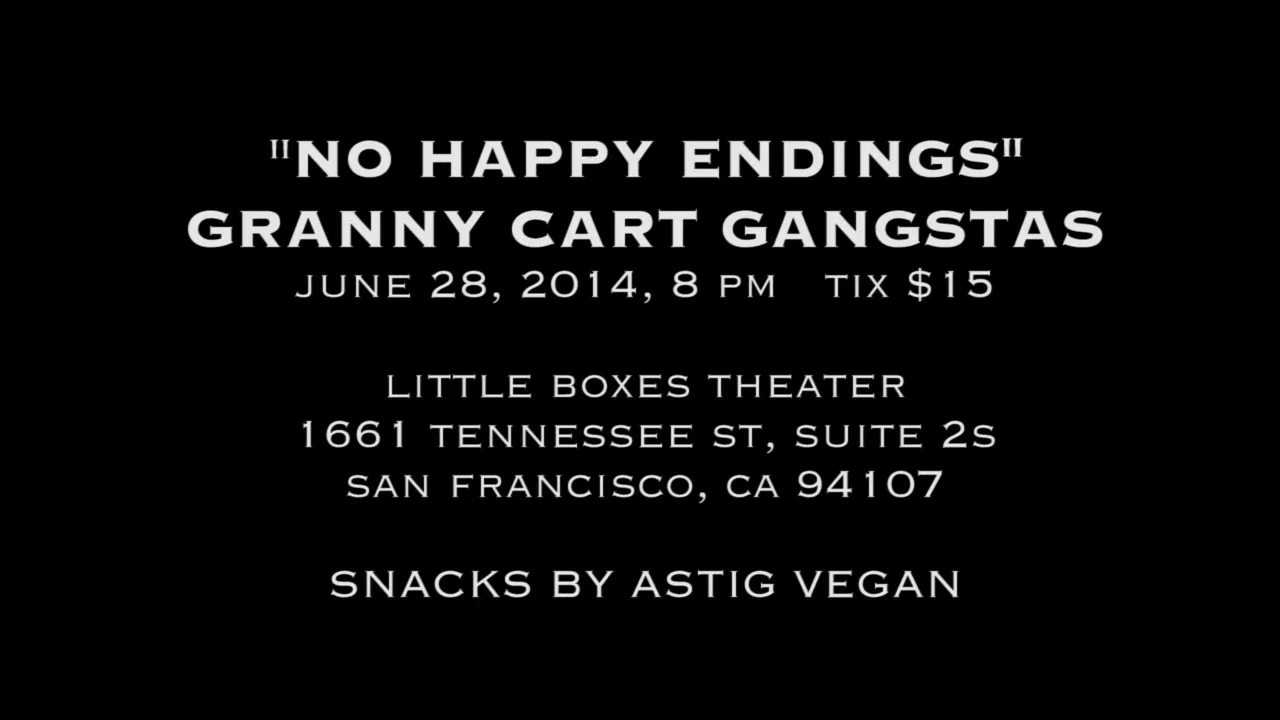 "NO HAPPY ENDINGS"
GRANNY CART GANGSTAS
JUNE 28, 2014, 8 PM TIX $15
LITTLE BOXES THEATER
1661 TENNESSEE ST, SUITE 2S
SAN FRANCISCO, CA 94107
SNACKS BY ASTIG VEGAN